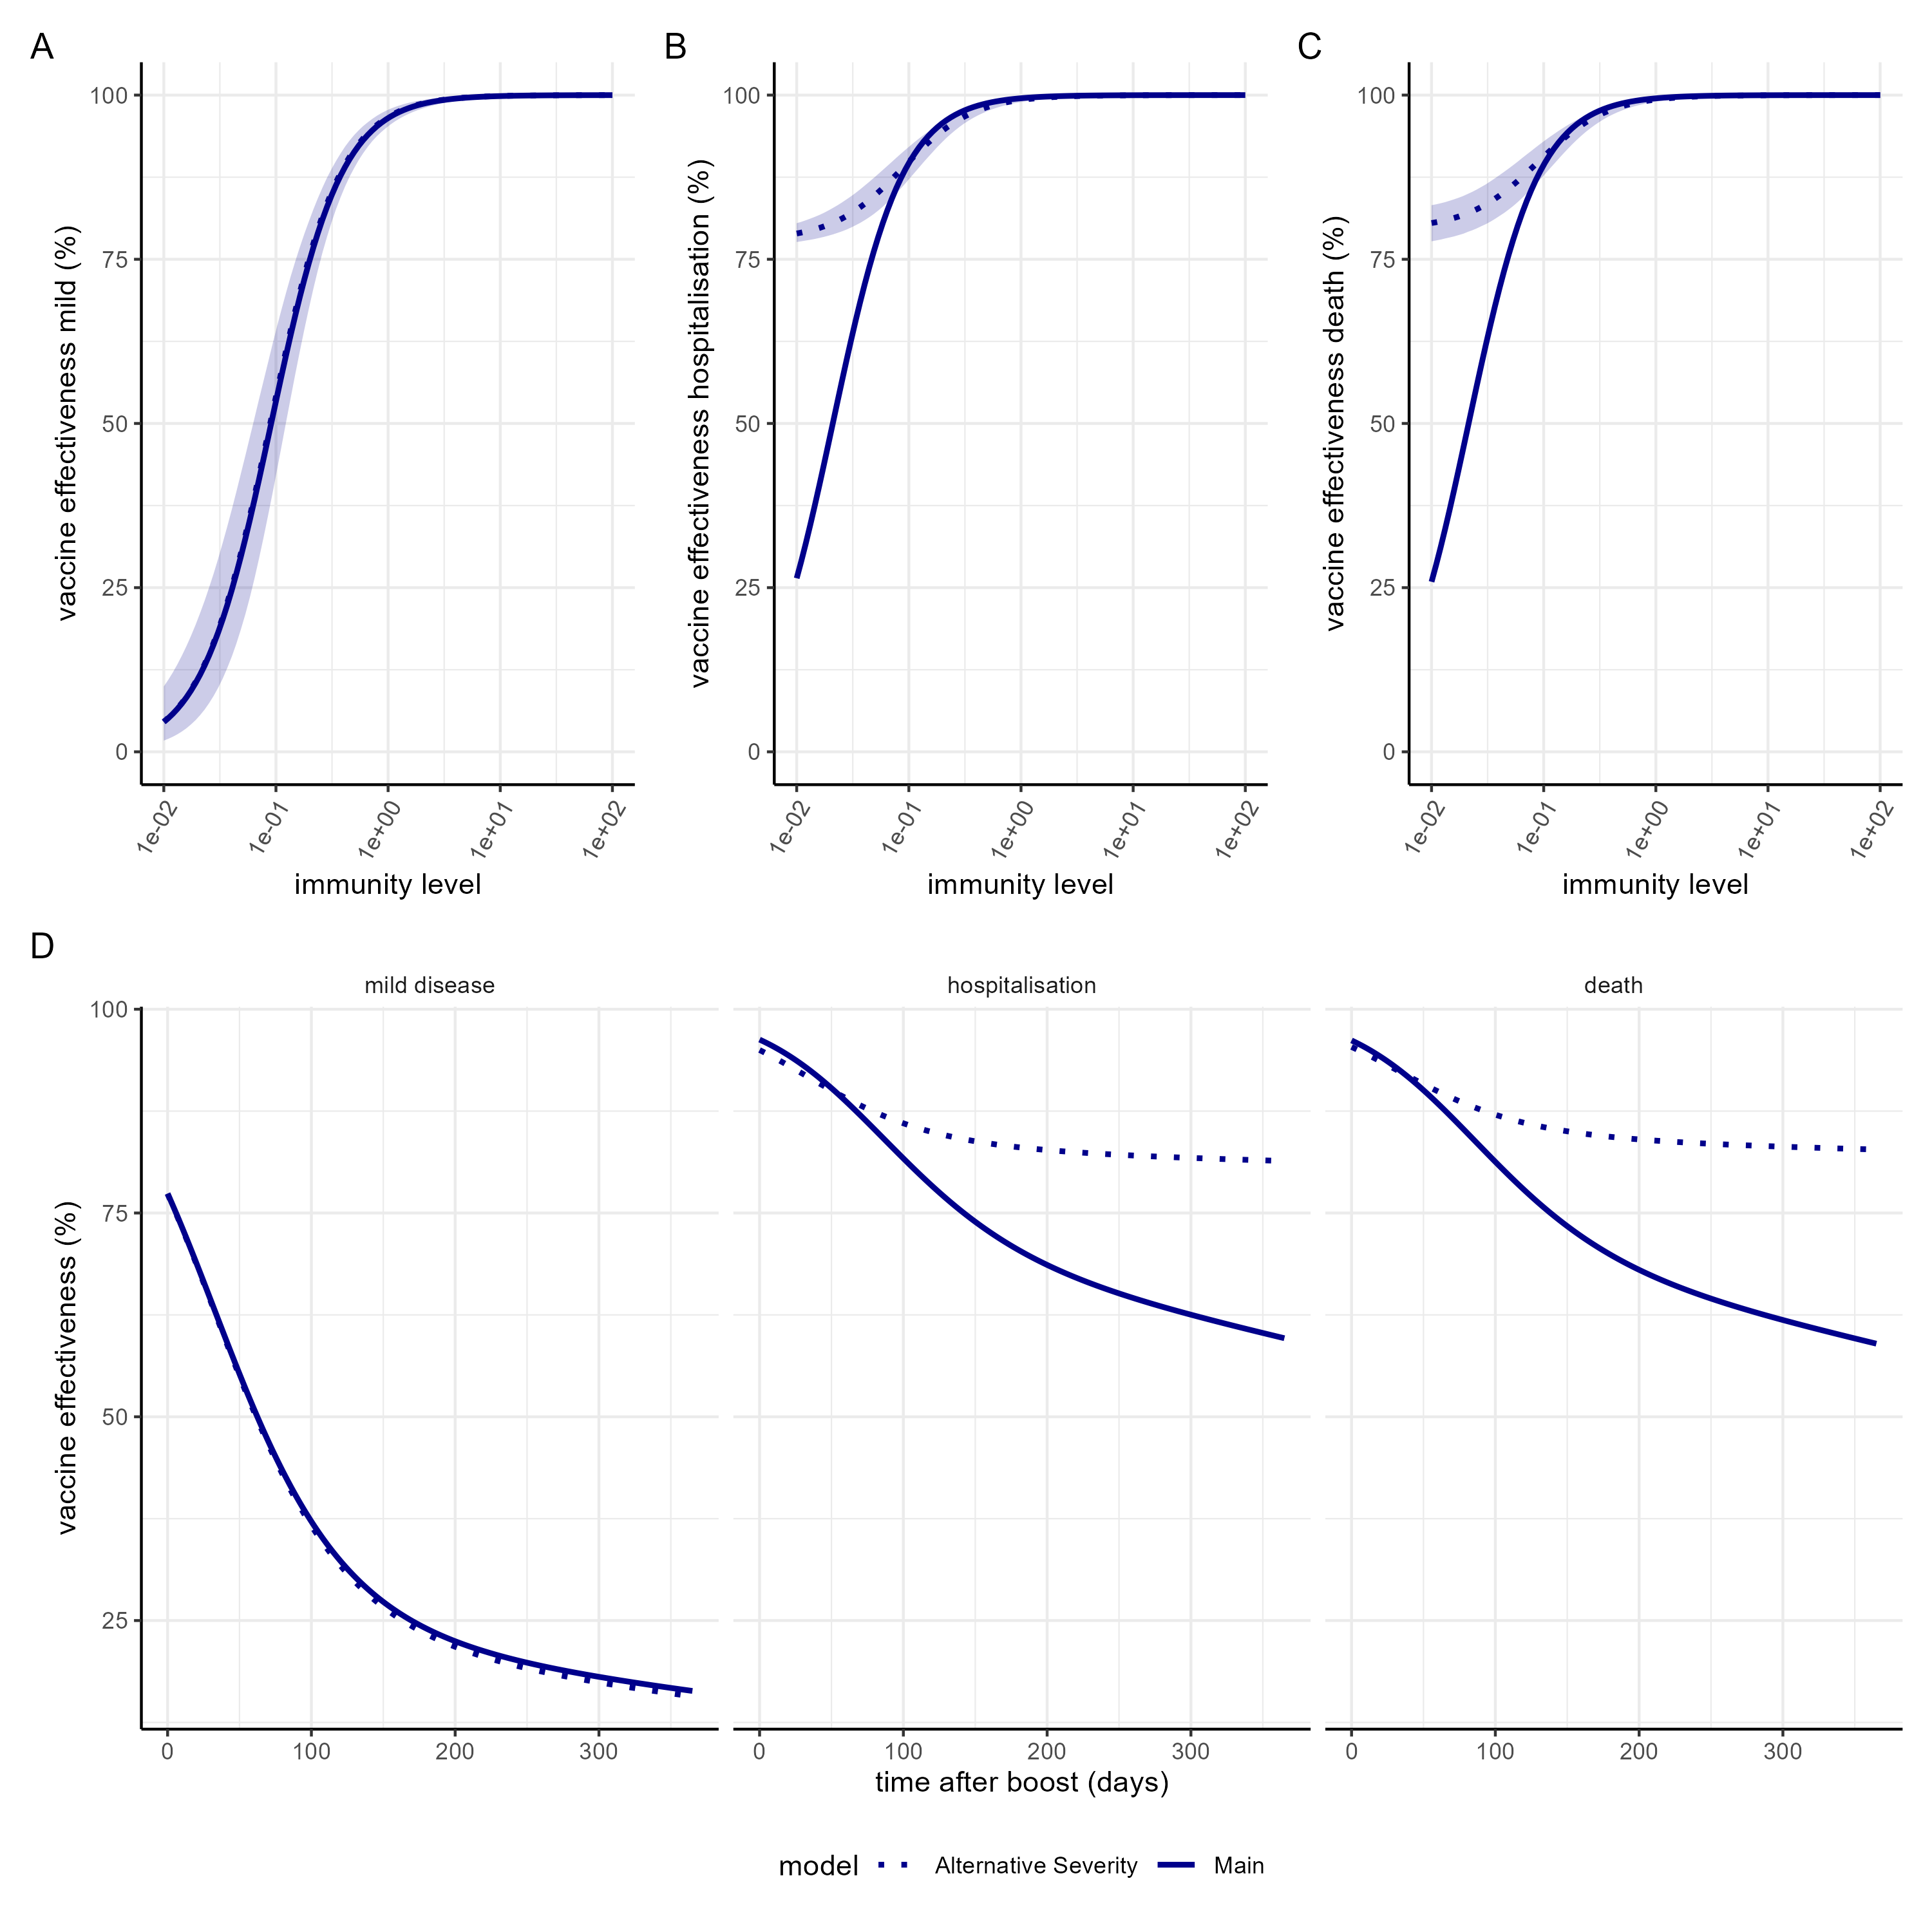 A
B
C
vaccine effectiveness mild (%)
100
75
50
25
0
1e-02
1e-01
1e+00
1e+01
1e+02
immunity level
vaccine effectiveness hospitalisation (%)
100
75
50
25
0
1e-02
1e-01
1e+00
1e+01
1e+02
immunity level
vaccine effectiveness death (%)
100
75
50
25
0
1e-02
1e-01
1e+00
1e+01
1e+02
immunity level
D
mild disease
hospitalisation
death
vaccine effectiveness (%)
100
75
50
25
0 100 200 300
0 100 200 300
0 100 200 300
time after boost (days)
model Alternative Severity Main